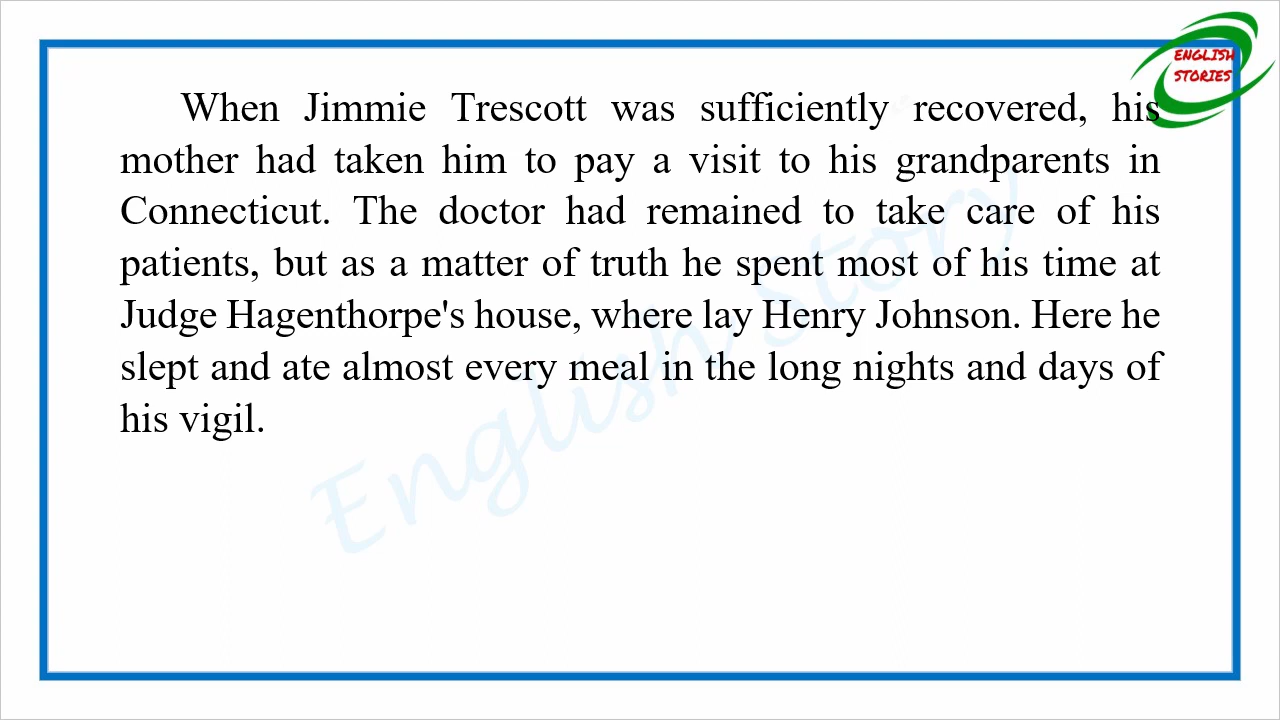 ENGLISH
STORIES
When Jimmie Trescott was sufficiently recovered, his
mother had taken him to pay a visit to his grandparents in
Connecticut. The doctor had remained to take care of his
patients, but as a matter of truth he spent most of his time at
Judge Hagenthorpe's house, where lay Henry Johnson. Here he
slept and ate almost every meal in the long nights and days of
his vigil.
English Story